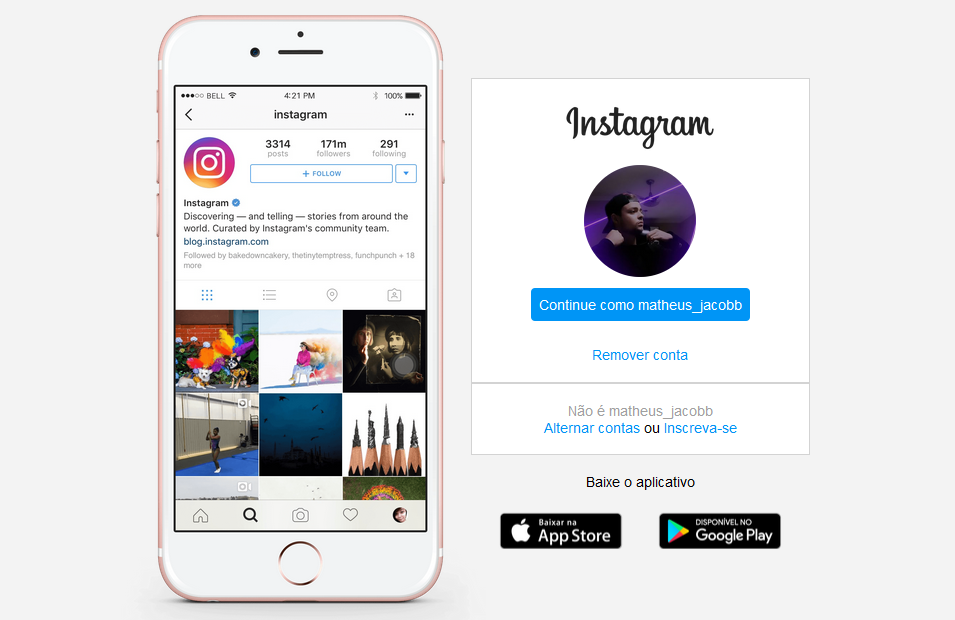 BELL
4:21 PM
100%
instagram
3314
posts
171m
followers
291
following
+ FOLLOW
Instagram
Discovering — and telling — stories from around the
world. Curated by Instagram's community team.
blog.instagram.com
Followed by bakedowncakery, thetinytemptress, funchpunch + 18
more
Instagram
Continue como matheus_jacobb
Remover conta
Não é matheus_jacobb
Alternar contas ou Inscreva-se
Baixe o aplicativo
Baixar na
App Store
DISPONÍVEL NO
Google Play